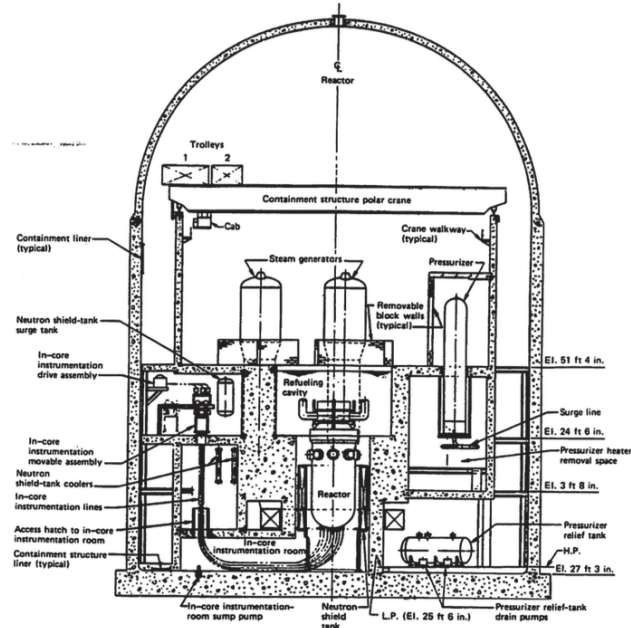 ℄
Reactor
Trolleys
1 2
Containment structure polar crane
Cab
Containment liner
(typical)
Crane walkway
(typical)
Steam generators
Pressurizer
Removable
block walls
(typical)
Neutron shield-tank
surge tank
In-core
instrumentation
drive assembly
El. 51 ft 4 in.
Refueling
cavity
Surge line
El. 24 ft 6 in.
In-core
instrumentation
movable assembly
Pressurizer heater
removal space
Neutron
shield-tank coolers
In-core
instrumentation lines
Reactor
El. 3 ft 8 in.
Access hatch to in-core
instrumentation room
In-core
instrumentation room
Pressurizer
relief tank
Containment structure
liner (typical)
H.P.
El. 27 ft 3 in.
In-core instrumentation-
room sump pump
Neutron
shield
tank
L.P. (El. 25 ft 6 in.)
Pressurizer relief-tank
drain pumps